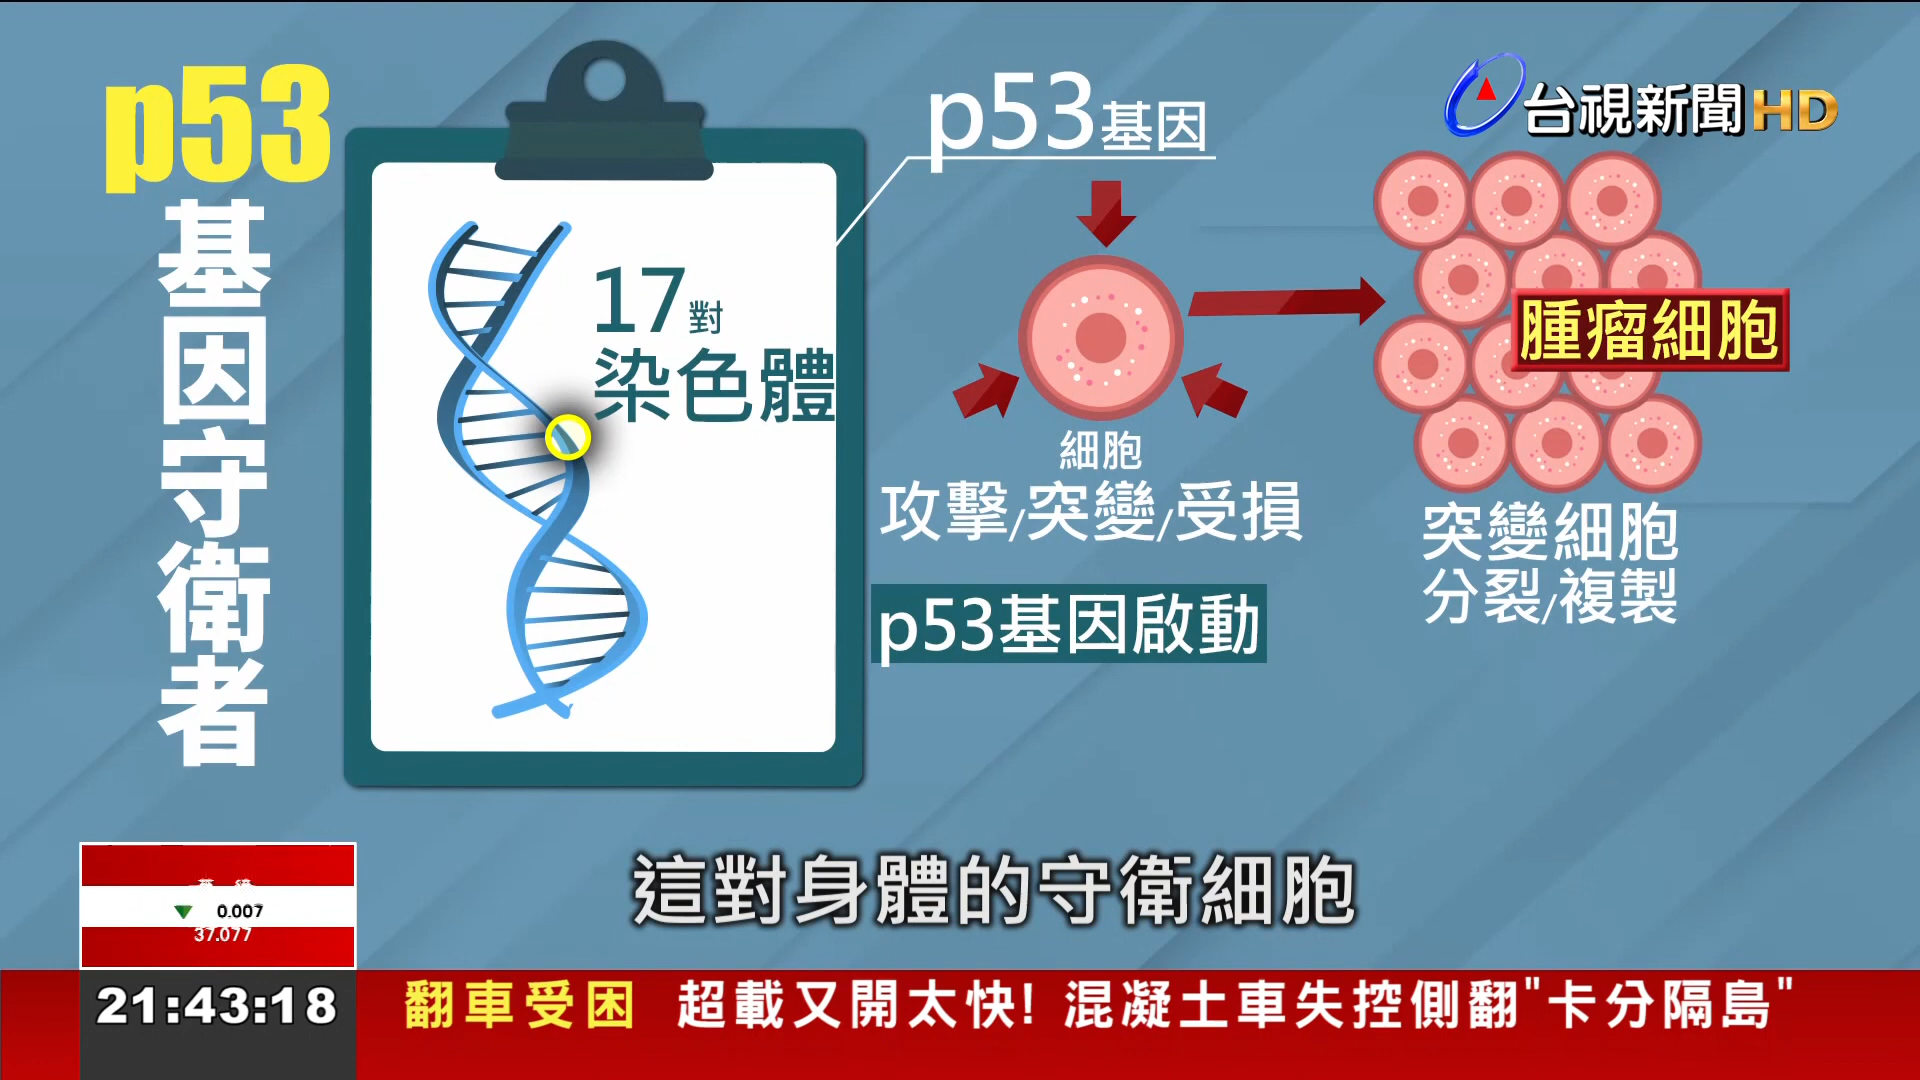 p53
基因守衛者
17對
染色體
p53基因
細胞
攻擊/突變/受損
p53基因啟動
台視新聞HD
腫瘤細胞
突變細胞
分裂/複製
這對身體的守衛細胞
▼ 0.007
37.077
21:43:18
翻車受困 超載又開太快! 混凝土車失控側翻"卡分隔島"